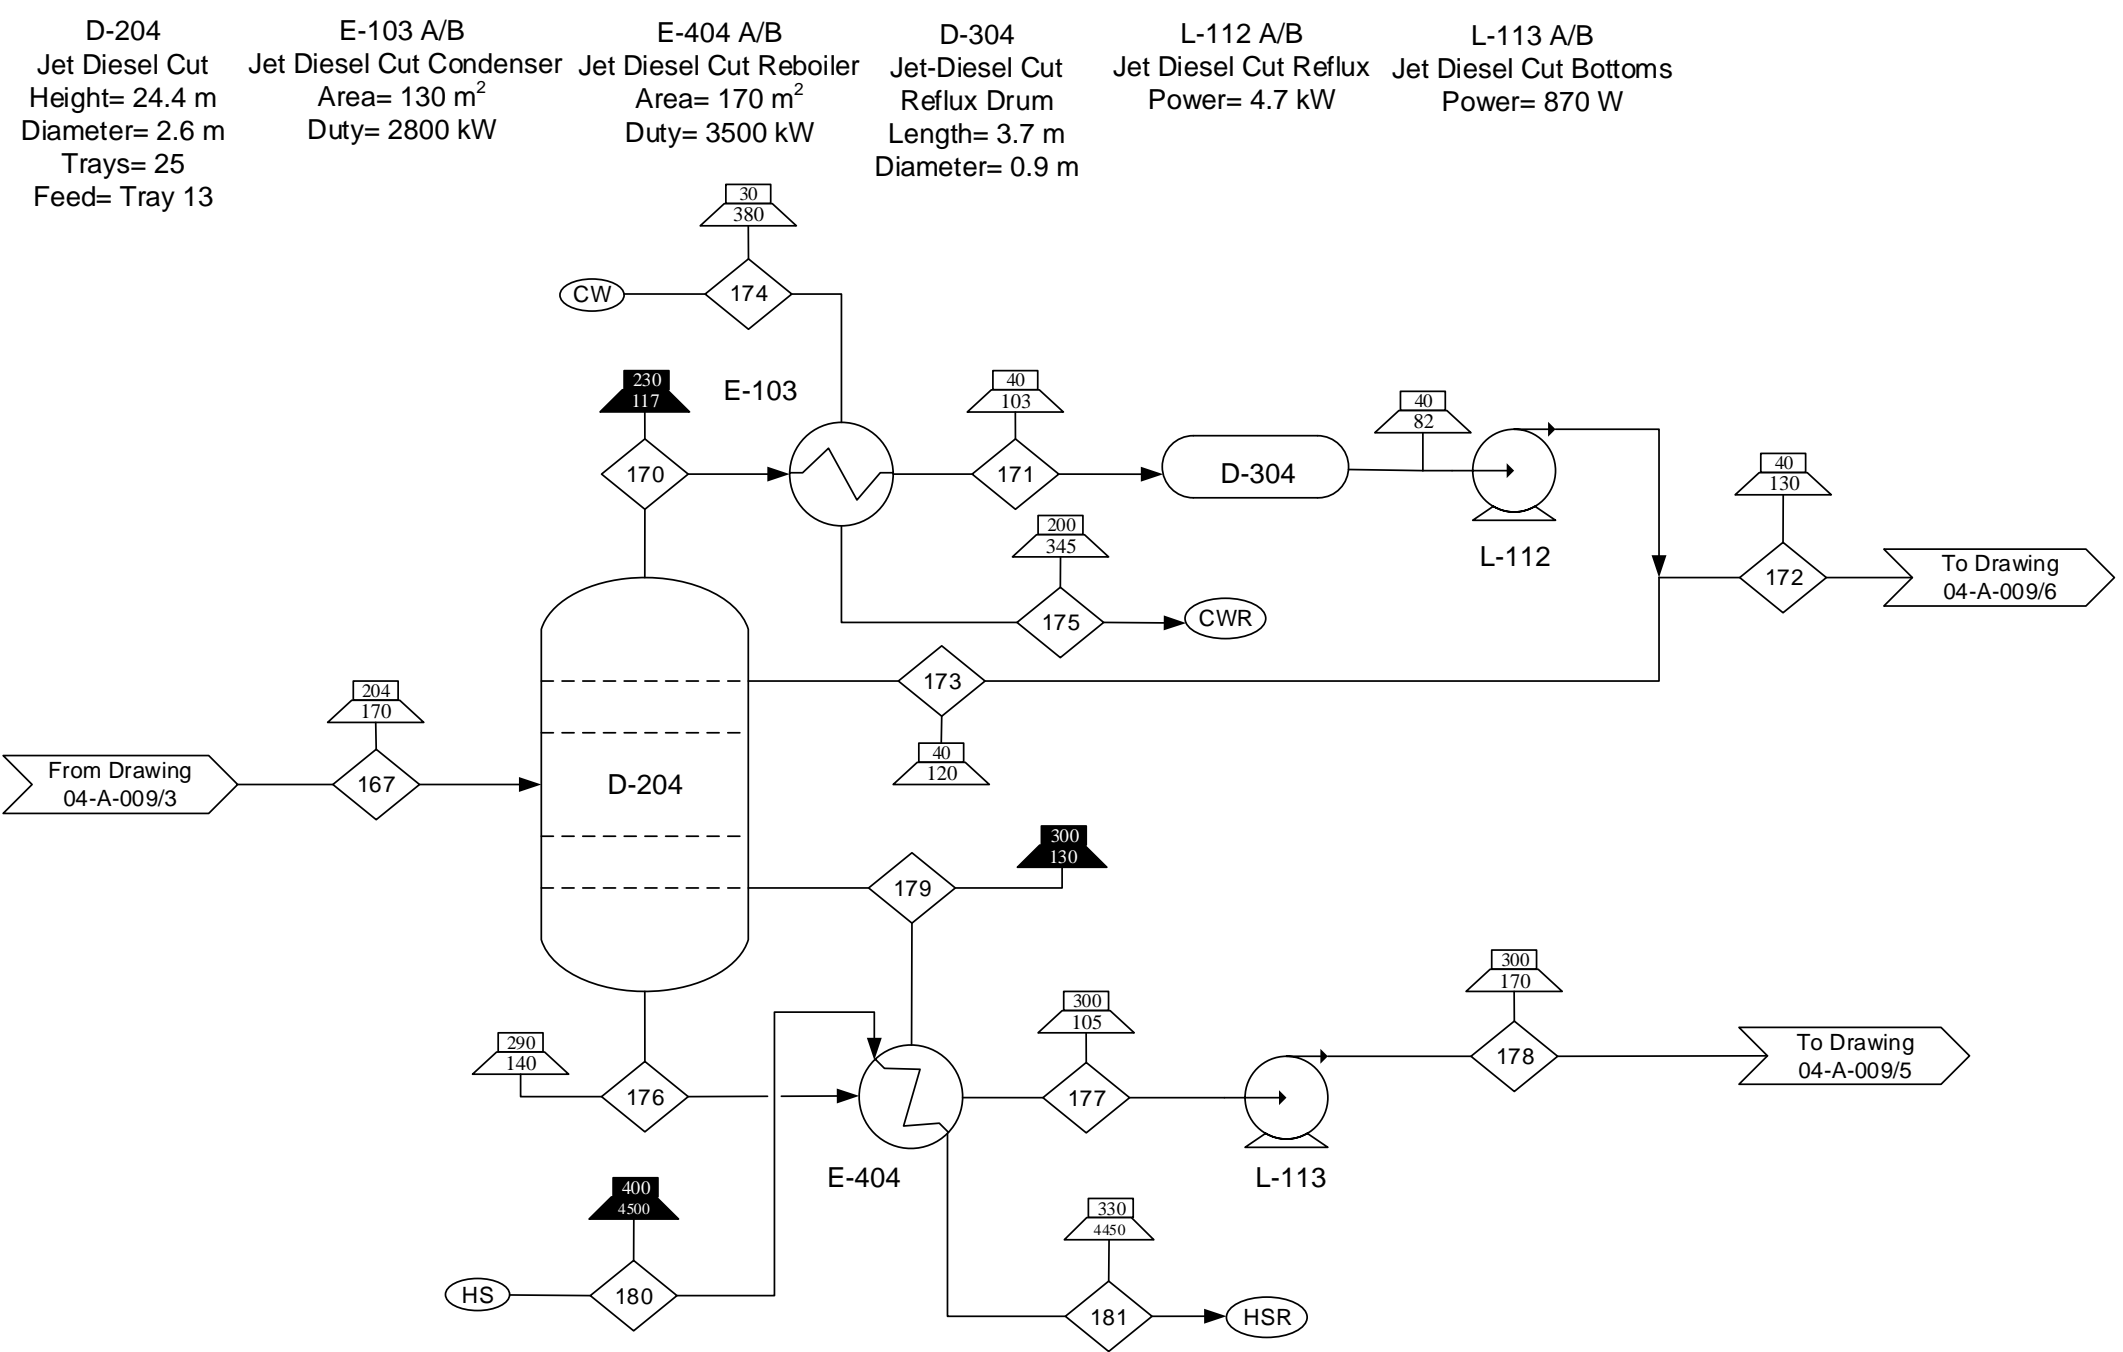 D-204
Jet Diesel Cut
Height= 24.4 m
Diameter= 2.6 m
Trays= 25
Feed= Tray 13
E-103 A/B
Jet Diesel Cut Condenser
Area= 130 m²
Duty= 2800 kW
E-404 A/B
Jet Diesel Cut Reboiler
Area= 170 m²
Duty= 3500 kW
D-304
Jet-Diesel Cut
Reflux Drum
Length= 3.7 m
Diameter= 0.9 m
L-112 A/B
Jet Diesel Cut Reflux
Power= 4.7 kW
L-113 A/B
Jet Diesel Cut Bottoms
Power= 870 W
30
380
CW
174
230
117
E-103
40
103
40
82
170
171
D-304
40
130
200
345
L-112
172
To Drawing
04-A-009/6
175
CWR
173
204
170
40
120
From Drawing
04-A-009/3
167
D-204
300
130
179
300
170
290
140
300
105
176
177
178
To Drawing
04-A-009/5
E-404
L-113
400
4500
330
4450
HS
180
181
HSR